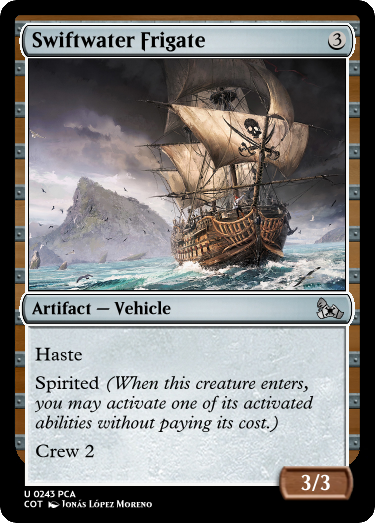 Swiftwater Frigate 3
Artifact — Vehicle
Haste
Spirited (When this creature enters,
you may activate one of its activated
abilities without paying its cost.)
Crew 2
3/3
U 0243 PCA
COT Jonás López Moreno